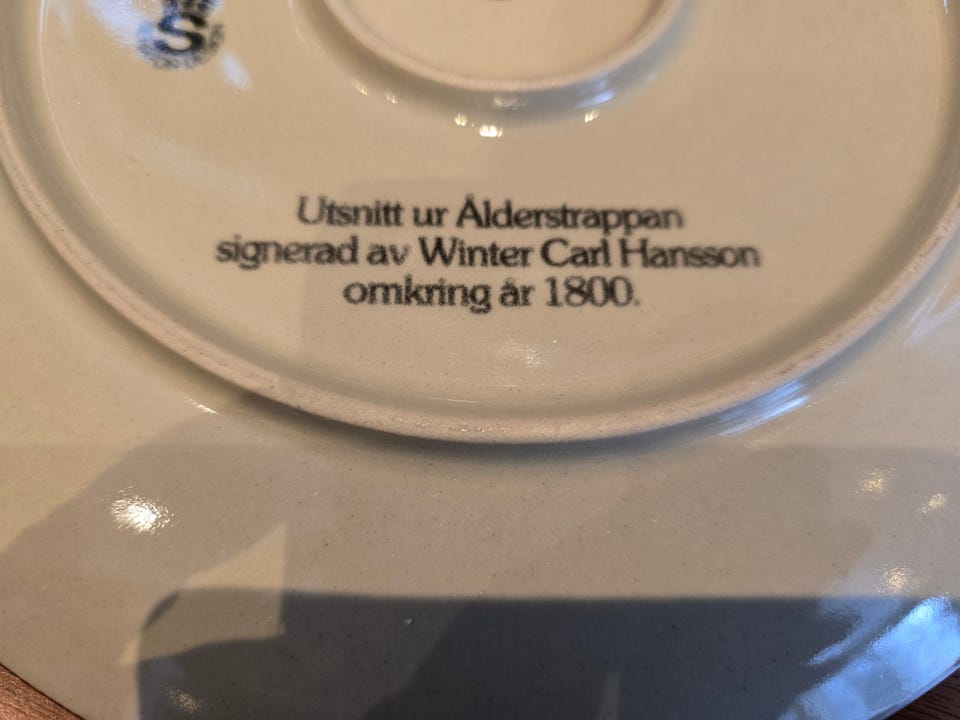 S
Utsnitt ur Ålderstrappan
signerad av Winter Carl Hansson
omkring år 1800.